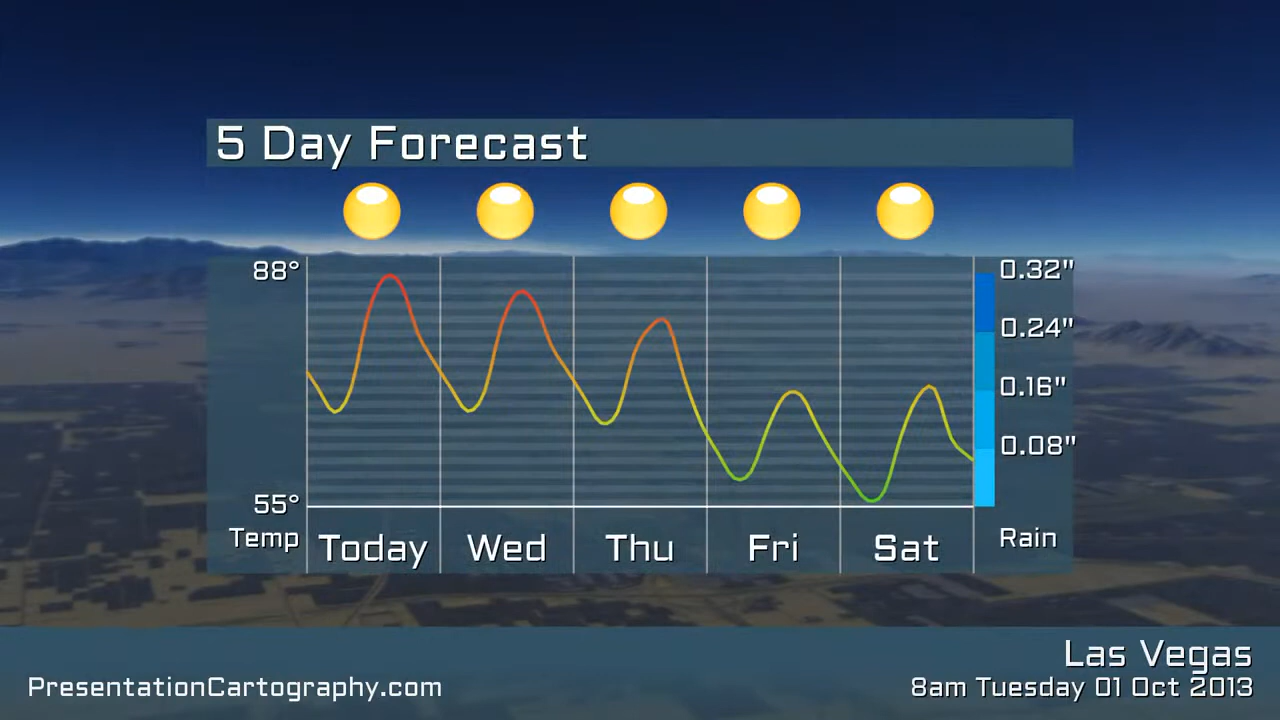 5 Day Forecast
88°
55°
Temp
Today
Wed
Thu
Fri
Sat
0.32"
0.24"
0.16"
0.08"
Rain
Las Vegas
PresentationCartography.com
8am Tuesday 01 Oct 2013